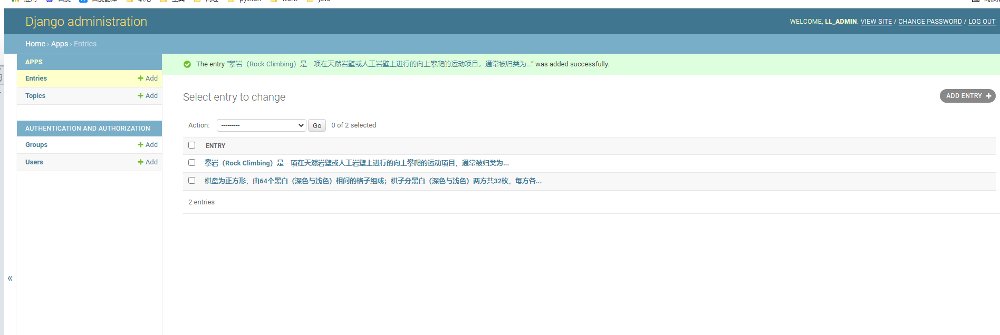 python
work
java
Django administration
WELCOME, LL_ADMIN. VIEW SITE / CHANGE PASSWORD / LOG OUT
Home › Apps › Entries
APPS
Entries
Add
Topics
Add
AUTHENTICATION AND AUTHORIZATION
Groups
Add
Users
Add
«
The entry “攀岩（Rock Climbing）是一项在天然岩壁或人工岩壁上进行的向上攀爬的运动项目，通常被归类为...” was added successfully.
Select entry to change
ADD ENTRY
Action:
---------
Go
0 of 2 selected
ENTRY
攀岩（Rock Climbing）是一项在天然岩壁或人工岩壁上进行的向上攀爬的运动项目，通常被归类为...
棋盘为正方形，由64个黑白（深色与浅色）相间的格子组成；棋子分黑白（深色与浅色）两方共32枚，每方各...
2 entries